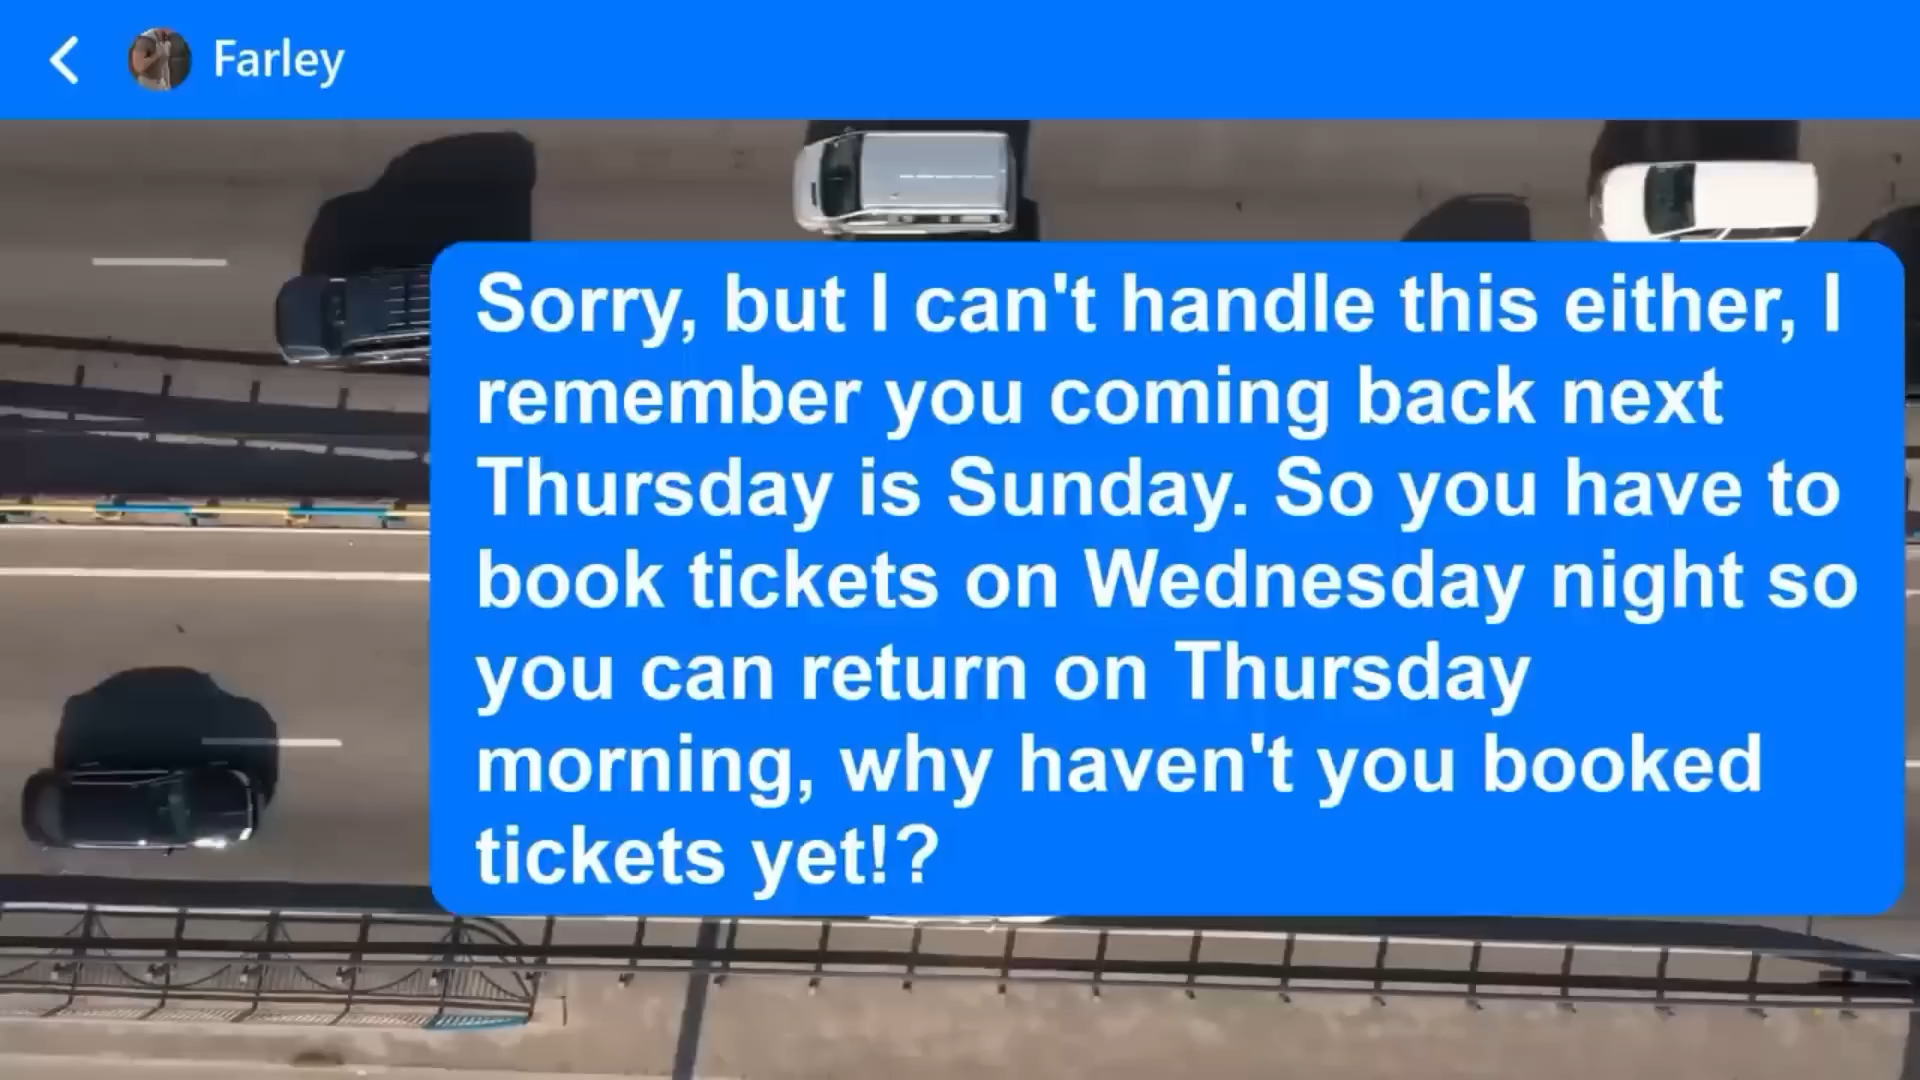 Farley
Sorry, but I can't handle this either, I
remember you coming back next
Thursday is Sunday. So you have to
book tickets on Wednesday night so
you can return on Thursday
morning, why haven't you booked
tickets yet!?